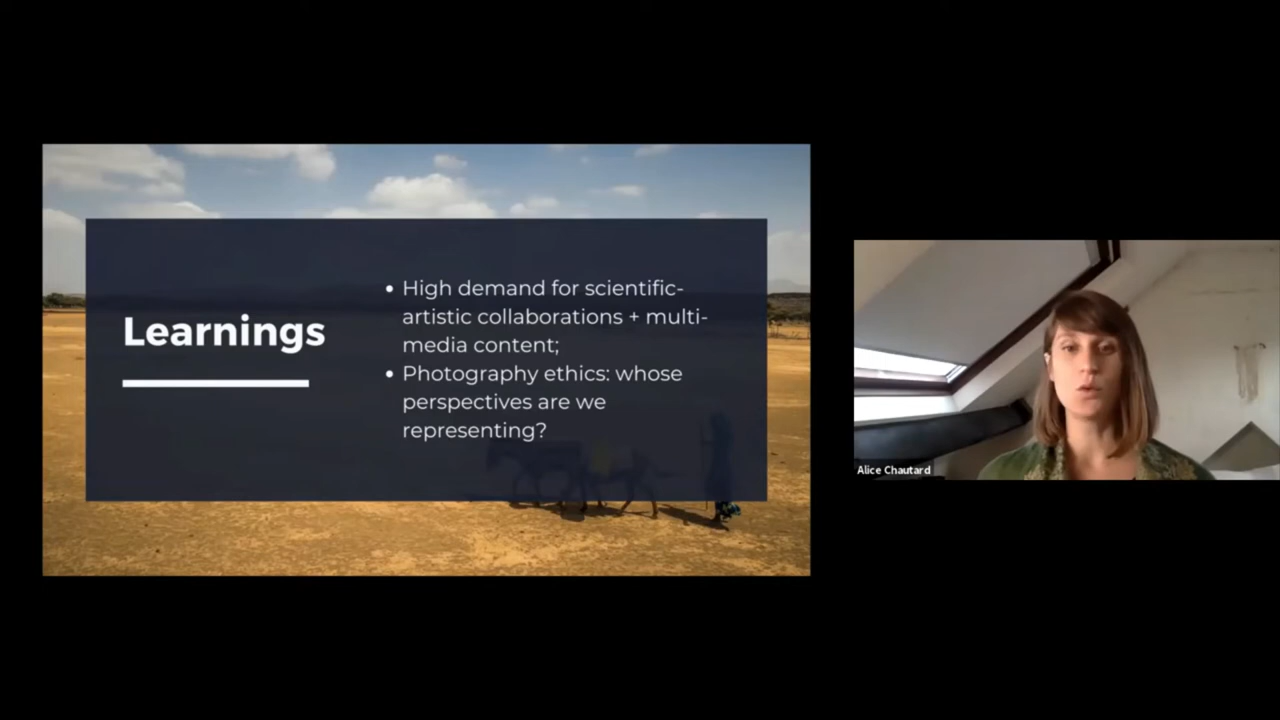 Learnings
• High demand for scientific-
artistic collaborations + multi-
media content;
• Photography ethics: whose
perspectives are we
representing?
Alice Chautard